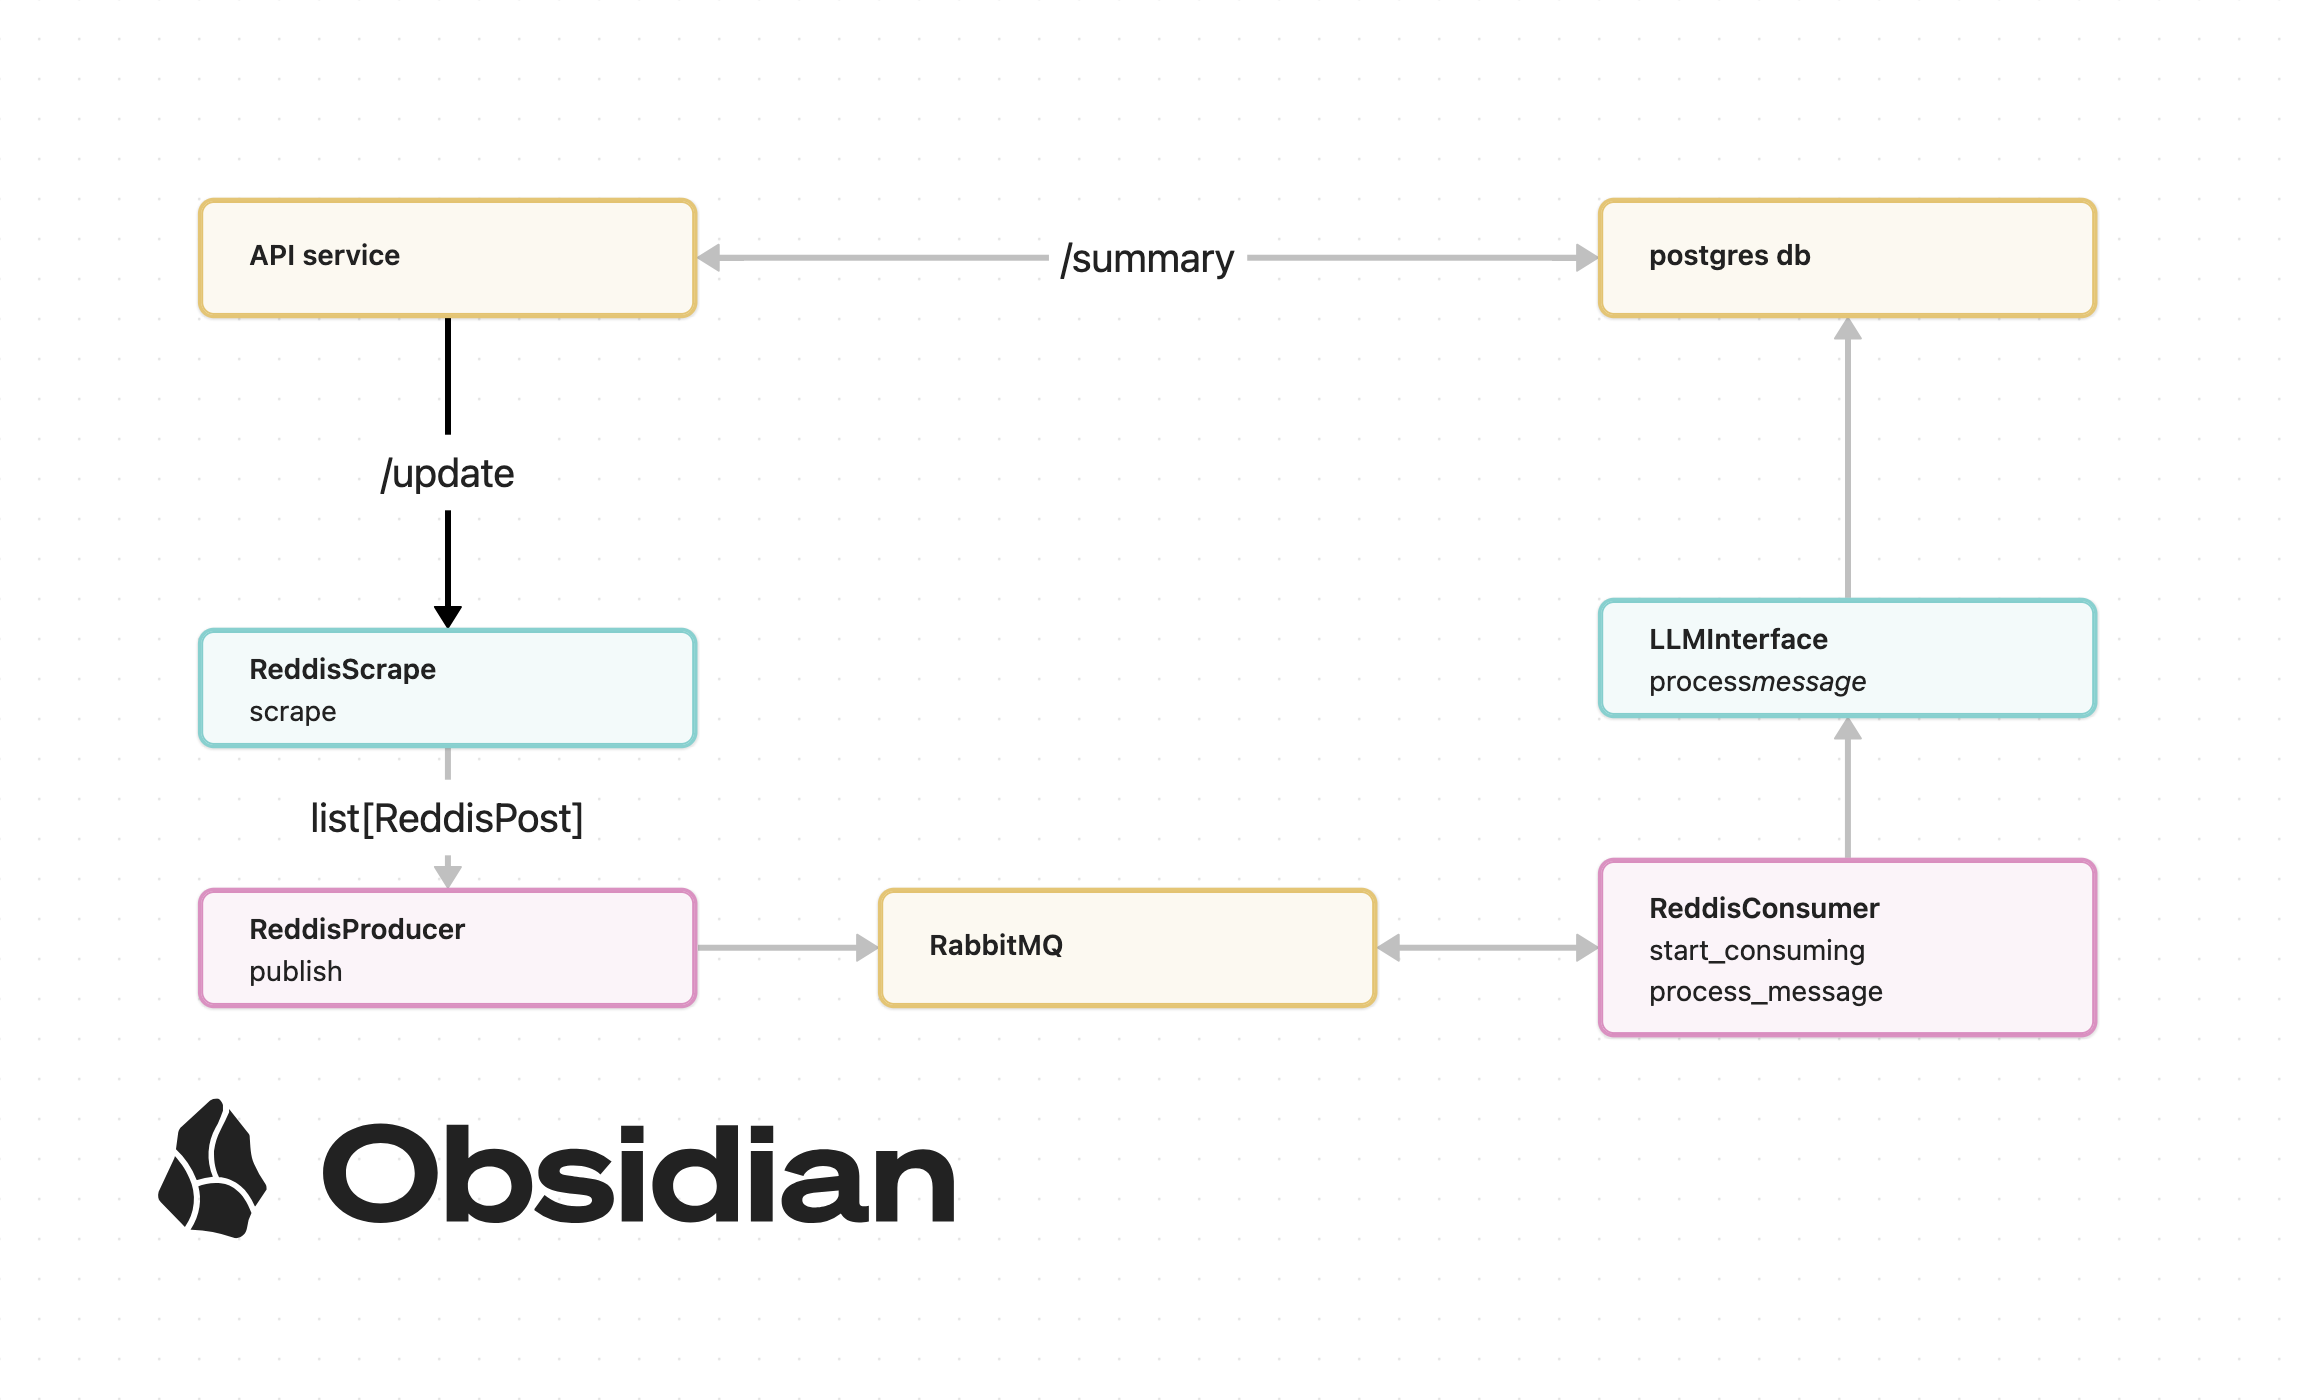 API service
/summary
postgres db
/update
ReddisScrape
scrape
LLMInterface
processmessage
list[ReddisPost]
ReddisProducer
publish
RabbitMQ
ReddisConsumer
start_consuming
process_message
Obsidian